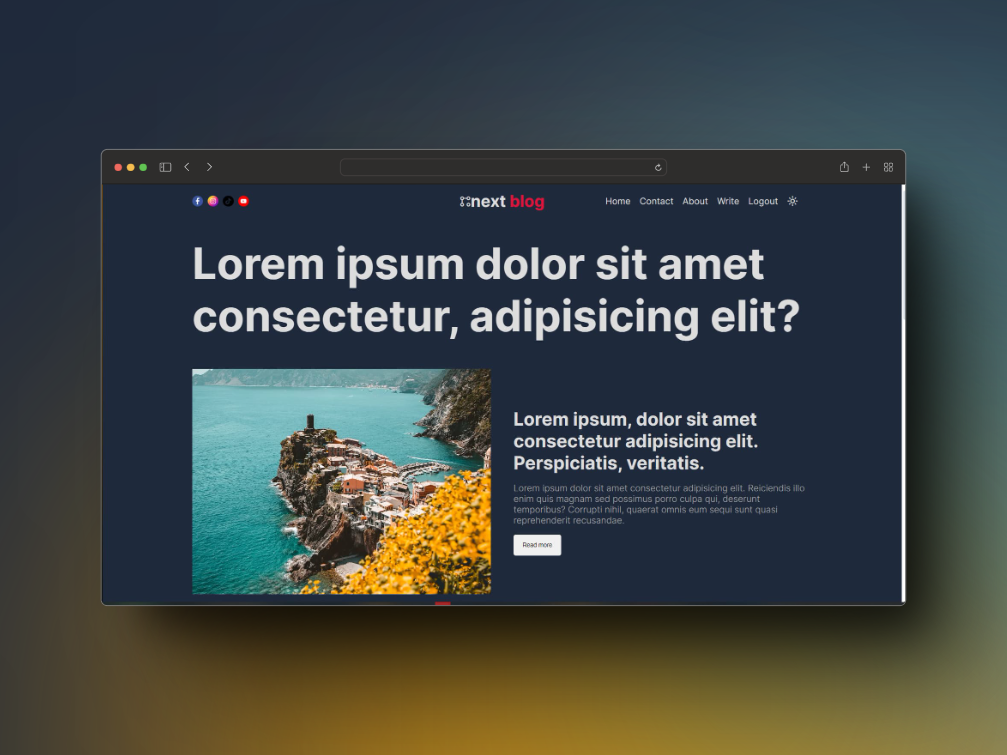 next blog
Home Contact About Write Logout
Lorem ipsum dolor sit amet
consectetur, adipisicing elit?
Lorem ipsum, dolor sit amet
consectetur adipisicing elit.
Perspiciatis, veritatis.
Lorem ipsum dolor sit amet consectetur adipisicing elit. Reiciendis illo
enim quis magnam sed possimus porro culpa qui, deserunt
temporibus? Corrupti nihil, quaerat omnis eum sequi sunt quasi
reprehenderit recusandae.
Read more